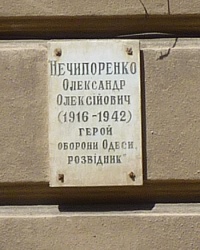 Нечипоренко
Олександр
Олексійович
(1916-1942)
герой
оборони Одеси,
розвідник